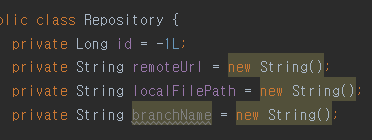 blic class Repository {
private Long id = -1L;
private String remoteUrl = new String();
private String localFilePath = new String();
private String branchName = new String();